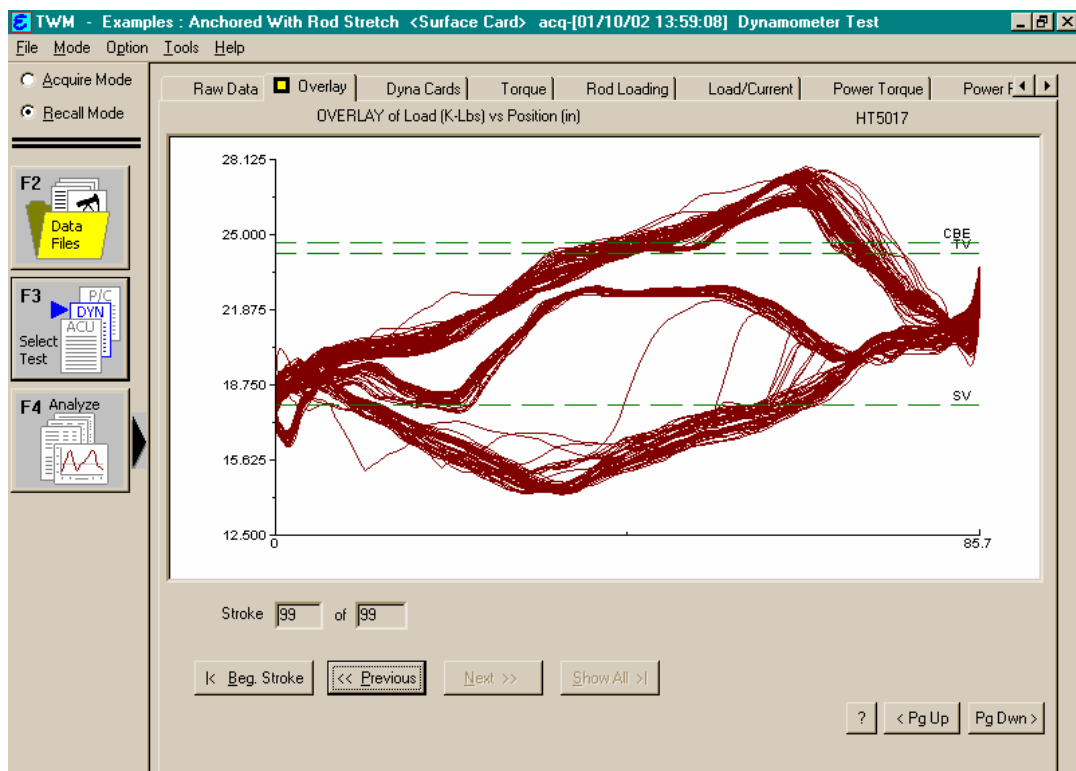 TWM - Examples : Anchored With Rod Stretch <Surface Card> acq-[01/10/02 13:59:08] Dynamometer Test
File Mode Option Tools Help
Acquire Mode
Recall Mode
F2
Data
Files
F3
P/C
DYN
ACU
Select
Test
F4 Analyze
Raw Data Overlay Dyna Cards Torque Rod Loading Load/Current Power Torque Power
OVERLAY of Load (K-Lbs) vs Position (in) HT5017
28.125
25.000
21.875
18.750
15.625
12.500
CBE
TV
SV
0 85.7
Stroke 99 of 99
|< Beg. Stroke << Previous Next >> Show All >|
? < Pg Up Pg Dwn >